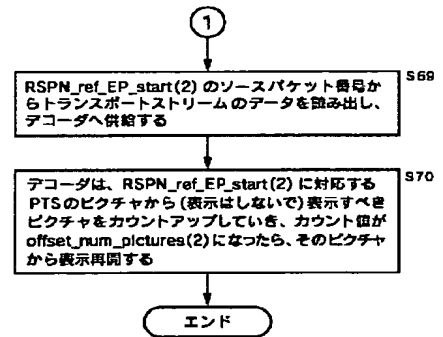 1
S69
RSPN_ref_EP_start(2) のソースパケット番号か
らトランスポートストリームのデータを読み出し、
デコーダへ供給する
S70
デコーダは、RSPN_ref_EP_start(2) に対応する
PTSのピクチャから(表示はしないで)表示すべき
ピクチャをカウントアップしていき、カウント値が
offset_num_pictures(2)になったら、そのピクチャ
から表示再開する
エンド